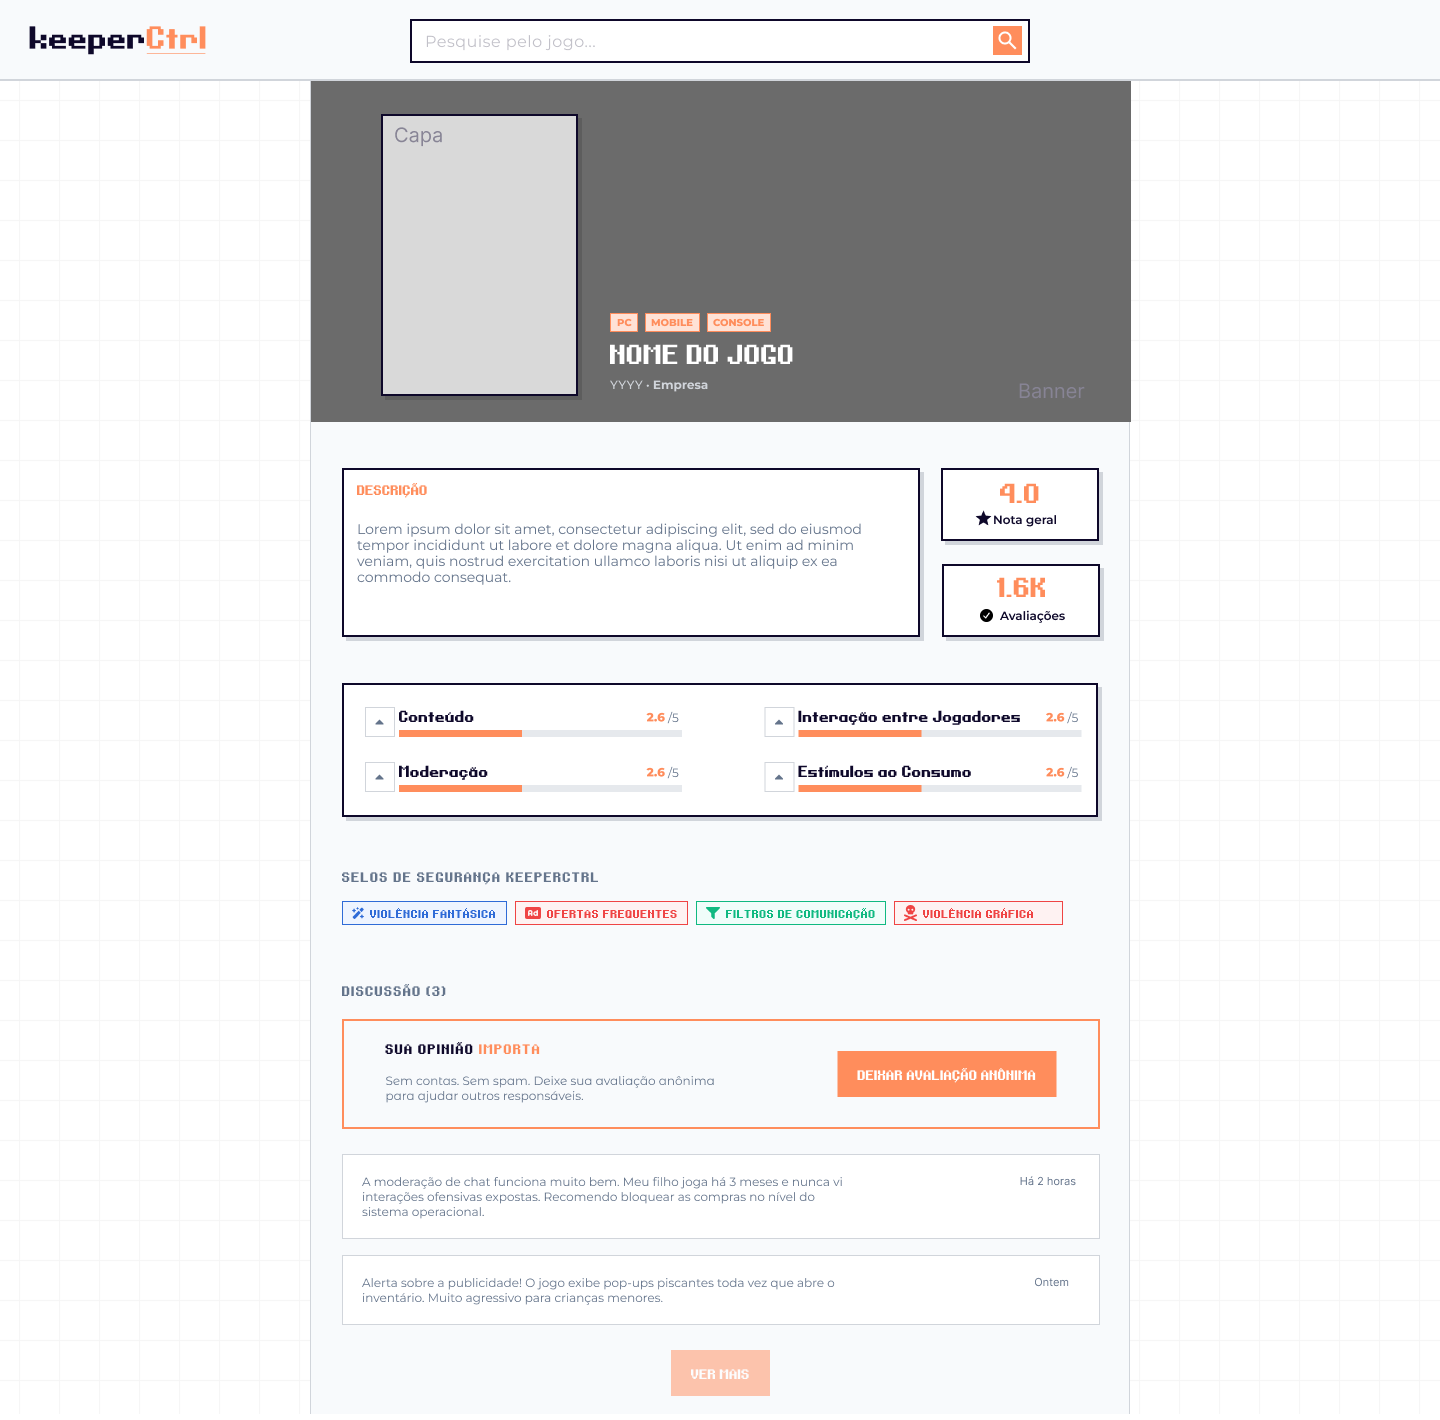 keeperCtrl
Pesquise pelo jogo...
Capa
PC MOBILE CONSOLE
NOME DO JOGO
YYYY • Empresa
Banner
DESCRIÇÃO
Lorem ipsum dolor sit amet, consectetur adipiscing elit, sed do eiusmod
tempor incididunt ut labore et dolore magna aliqua. Ut enim ad minim
veniam, quis nostrud exercitation ullamco laboris nisi ut aliquip ex ea
commodo consequat.
4.0
Nota geral
1.6K
Avaliações
Conteúdo 2.6 /5
Interação entre Jogadores 2.6 /5
Moderação 2.6 /5
Estímulos ao Consumo 2.6 /5
SELOS DE SEGURANÇA KEEPERCTRL
VIOLÊNCIA FANTÁSICA
Ad OFERTAS FREQUENTES
FILTROS DE COMUNICAÇÃO
VIOLÊNCIA GRÁFICA
DISCUSSÃO (3)
SUA OPINIÃO IMPORTA
Sem contas. Sem spam. Deixe sua avaliação anônima
para ajudar outros responsáveis.
DEIXAR AVALIAÇÃO ANÔNIMA
A moderação de chat funciona muito bem. Meu filho joga há 3 meses e nunca vi
interações ofensivas expostas. Recomendo bloquear as compras no nível do
sistema operacional.
Há 2 horas
Alerta sobre a publicidade! O jogo exibe pop-ups piscantes toda vez que abre o
inventário. Muito agressivo para crianças menores.
Ontem
VER MAIS